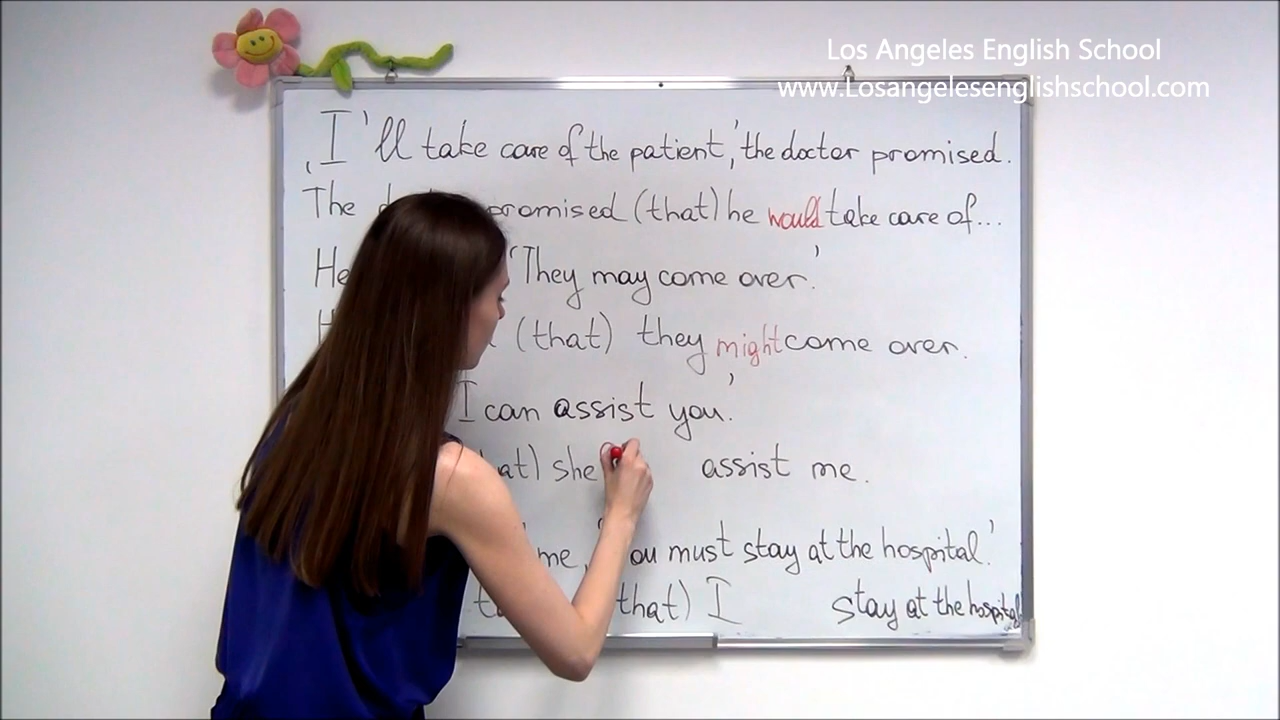 Los Angeles English School
www.Losangelesenglishschool.com
'I'll take care of the patient,' the doctor promised.
The promised (that) he would take care of...
He 'They may come over.'
(that) they might come over.
I can assist you.'
she assist me.
me, must stay at the hospital.'
that) I stay at the hospital